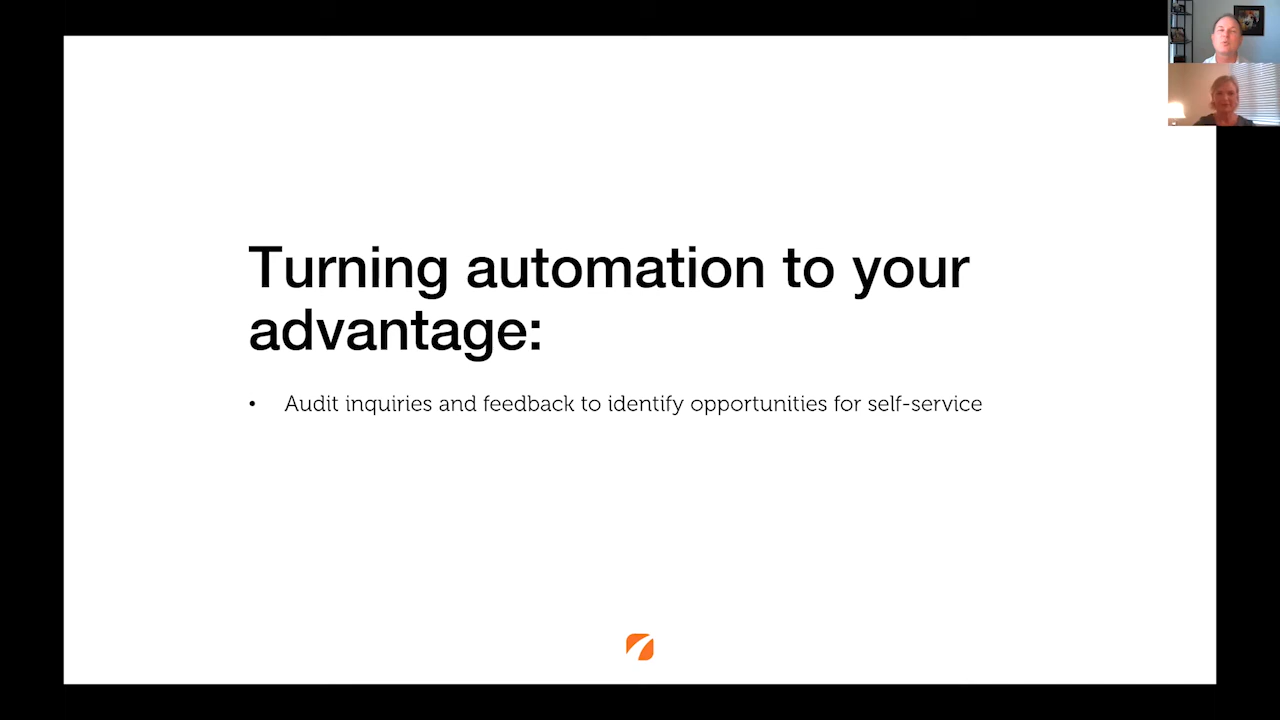 Turning automation to your
advantage:
• Audit inquiries and feedback to identify opportunities for self-service